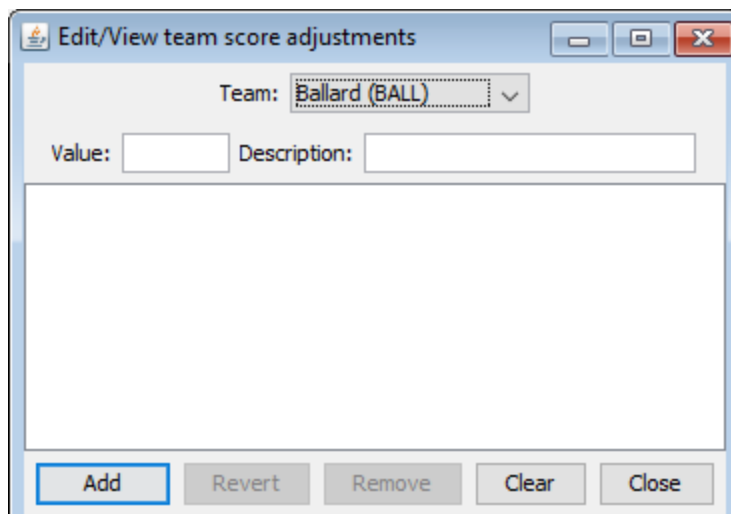 Edit/View team score adjustments
Team: Ballard (BALL)
Value: Description:
Add Revert Remove Clear Close